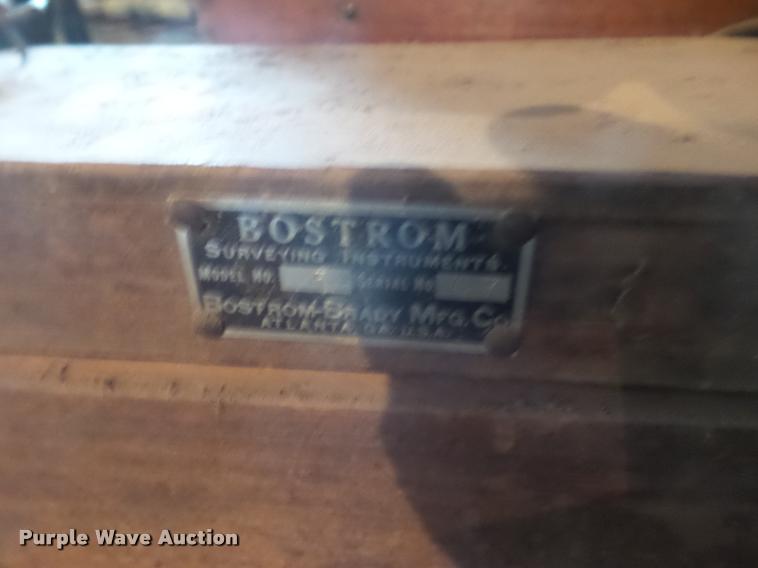 BOSTROM
SURVEYING INSTRUMENTS.
MODEL NO. SERIAL NO.
BOSTROM-BRADY MFG. CO.
ATLANTA, GA. U.S.A.
Purple Wave Auction